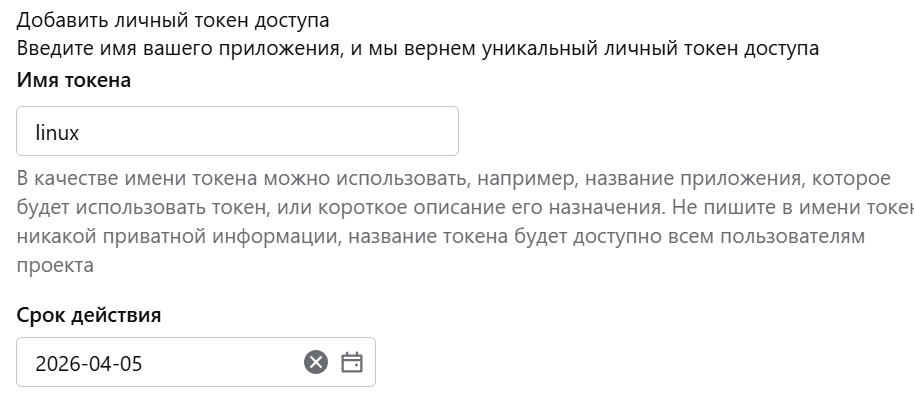 Добавить личный токен доступа
Введите имя вашего приложения, и мы вернем уникальный личный токен доступа
Имя токена
linux
В качестве имени токена можно использовать, например, название приложения, которое
будет использовать токен, или короткое описание его назначения. Не пишите в имени
никакой приватной информации, название токена будет доступно всем пользователям
проекта
Срок действия
2026-04-05